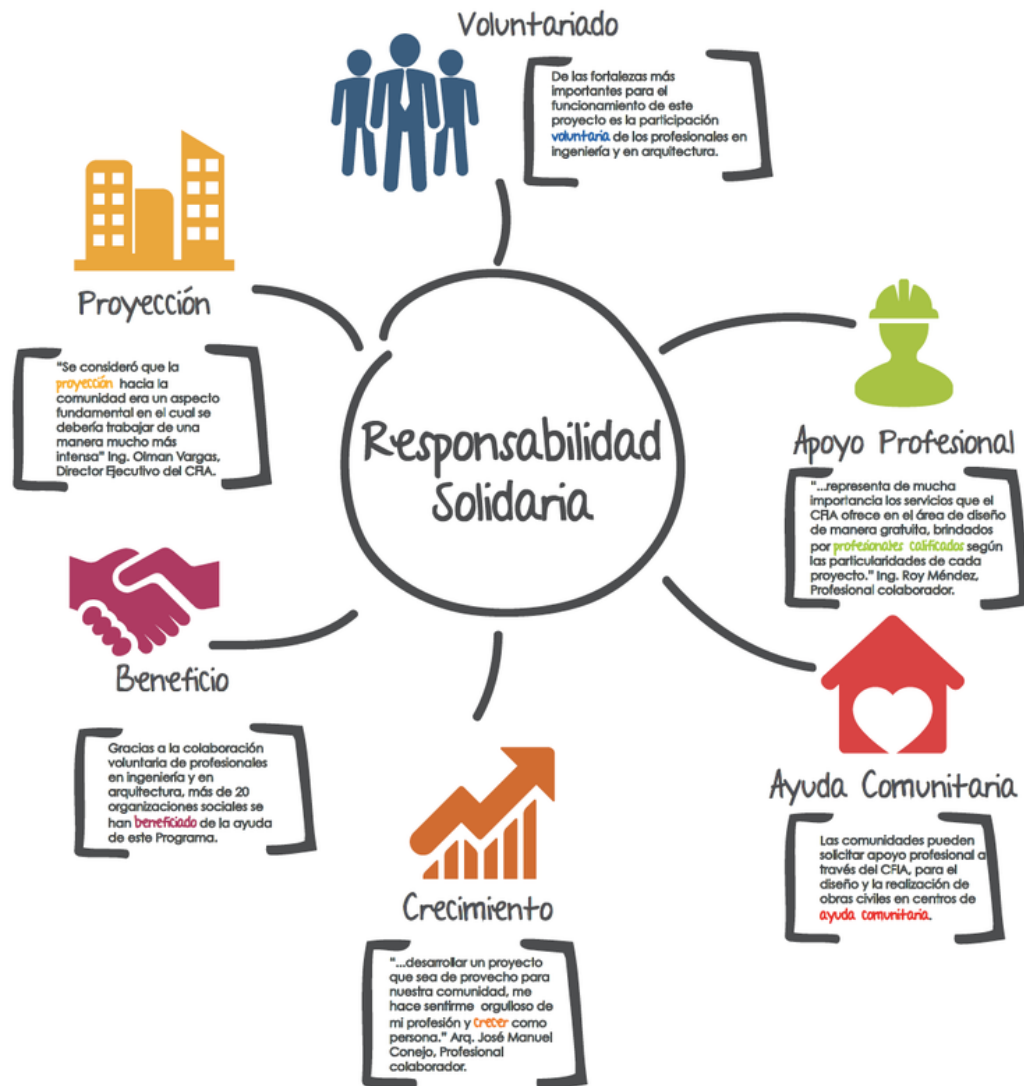 Voluntariado
De las fortalezas más
importantes para el
funcionamiento de este
proyecto es la participación
voluntaria de los profesionales en
ingeniería y en arquitectura.
Proyección
"Se consideró que la
proyección hacia la
comunidad era un aspecto
fundamental en el cual se
debería trabajar de una
manera mucho más
intensa" Ing. Olman Vargas,
Director Ejecutivo del CFIA.
Responsabilidad
Solidaria
Apoyo Profesional
"...representa de mucha
importancia los servicios que el
CFIA ofrece en el área de diseño
de manera gratuita, brindados
por profesionales calificados según
las particularidades de cada
proyecto." Ing. Roy Méndez,
Profesional colaborador.
Beneficio
Gracias a la colaboración
voluntaria de profesionales
en ingeniería y en
arquitectura, más de 20
organizaciones sociales se
han beneficiado de la ayuda
de este Programa.
Ayuda Comunitaria
Las comunidades pueden
solicitar apoyo profesional a
través del CFIA, para el
diseño y la realización de
obras civiles en centros de
ayuda comunitaria.
Crecimiento
"...desarrollar un proyecto
que sea de provecho para
nuestra comunidad, me
hace sentirme orgulloso de
mi profesión y crecer como
persona." Arq. José Manuel
Conejo, Profesional
colaborador.